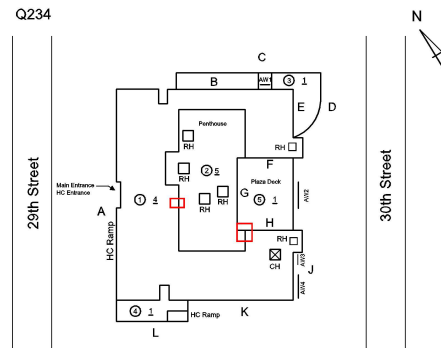 Q234
N
C
B
AW1
③ 1
E
D
29th Street
30th Street
Penthouse
RH
RH
F
RH
② 5
Plaza Deck
Main Entrance
HC Entrance
① 4
G
⑤ 1
AW2
A
RH
RH
HC Ramp
H
RH
CH
AW3
J
AW4
④ 1
HC Ramp
K
L